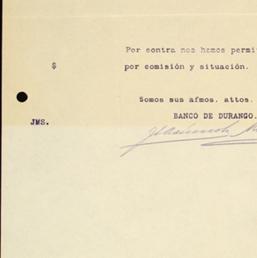 Por contra nos hemos permi
$ por comisión y situación.
Somos sus afmos. attos.
BANCO DE DURANGO.
JMS.